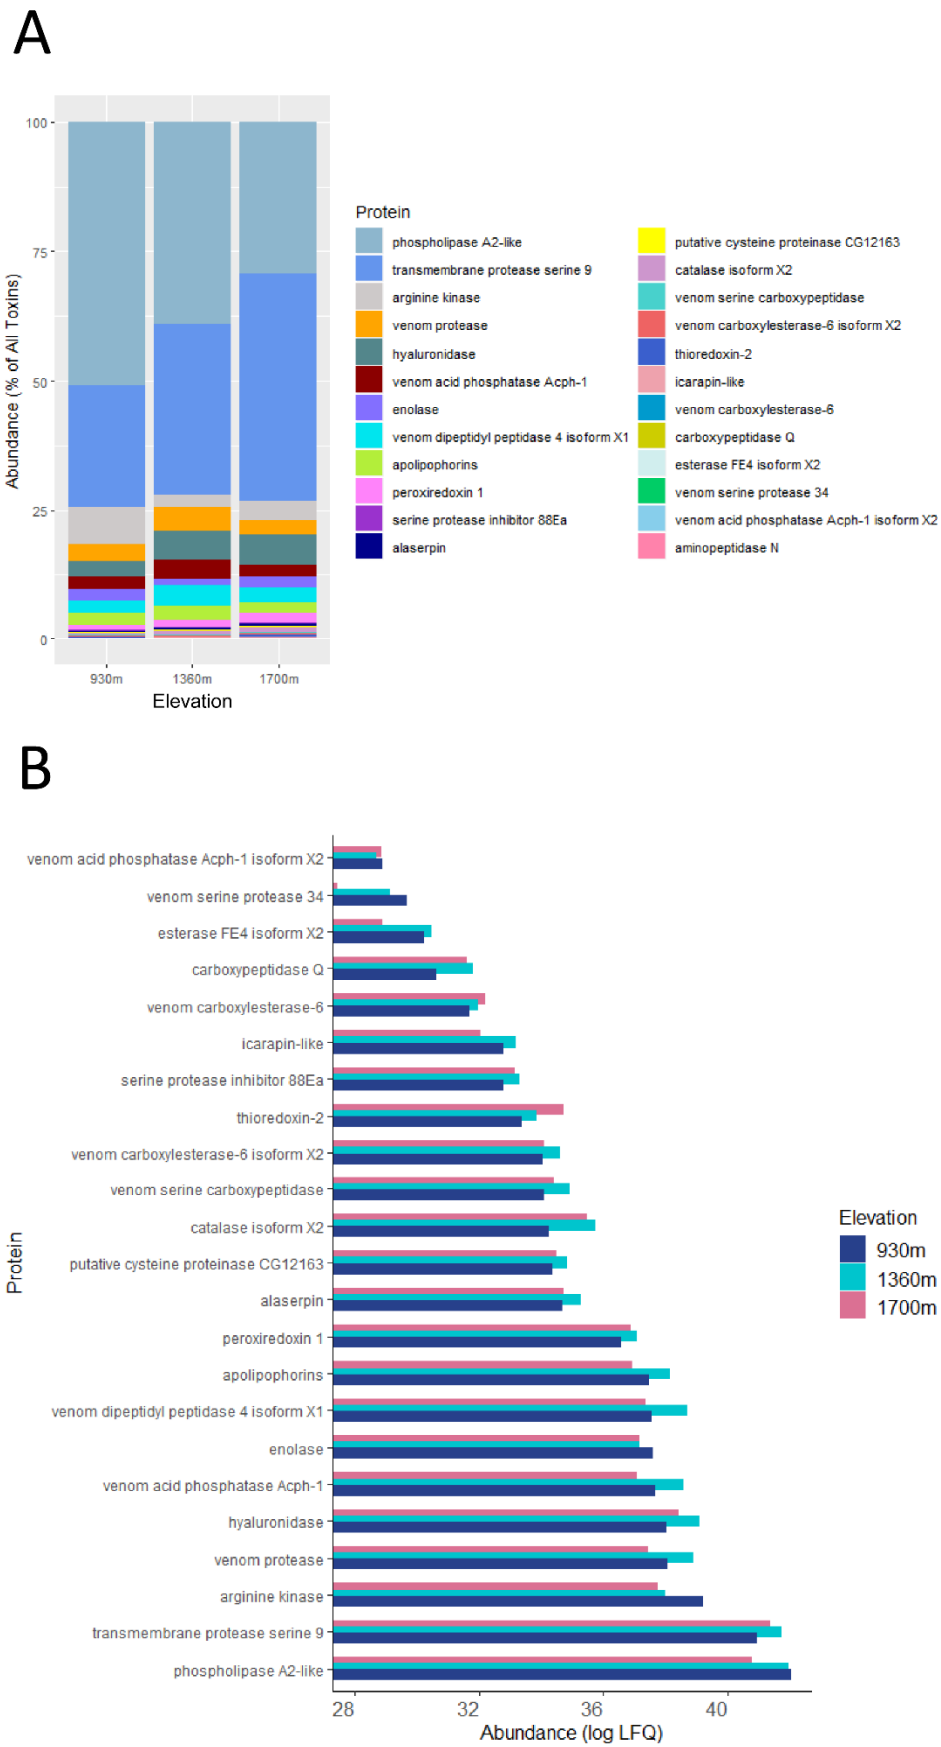 A
100
75
50
25
0
Abundance (% of All Toxins)
930m
1360m
1700m
Elevation
Protein
phospholipase A2-like
transmembrane protease serine 9
arginine kinase
venom protease
hyaluronidase
venom acid phosphatase Acph-1
enolase
venom dipeptidyl peptidase 4 isoform X1
apolipophorins
peroxiredoxin 1
serine protease inhibitor 88Ea
alaserpin
putative cysteine proteinase CG12163
catalase isoform X2
venom serine carboxypeptidase
venom carboxylesterase-6 isoform X2
thioredoxin-2
icarapin-like
venom carboxylesterase-6
carboxypeptidase Q
esterase FE4 isoform X2
venom serine protease 34
venom acid phosphatase Acph-1 isoform X2
aminopeptidase N
B
Protein
venom acid phosphatase Acph-1 isoform X2
venom serine protease 34
esterase FE4 isoform X2
carboxypeptidase Q
venom carboxylesterase-6
icarapin-like
serine protease inhibitor 88Ea
thioredoxin-2
venom carboxylesterase-6 isoform X2
venom serine carboxypeptidase
catalase isoform X2
putative cysteine proteinase CG12163
alaserpin
peroxiredoxin 1
apolipophorins
venom dipeptidyl peptidase 4 isoform X1
enolase
venom acid phosphatase Acph-1
hyaluronidase
venom protease
arginine kinase
transmembrane protease serine 9
phospholipase A2-like
28
32
36
40
Abundance (log LFQ)
Elevation
930m
1360m
1700m